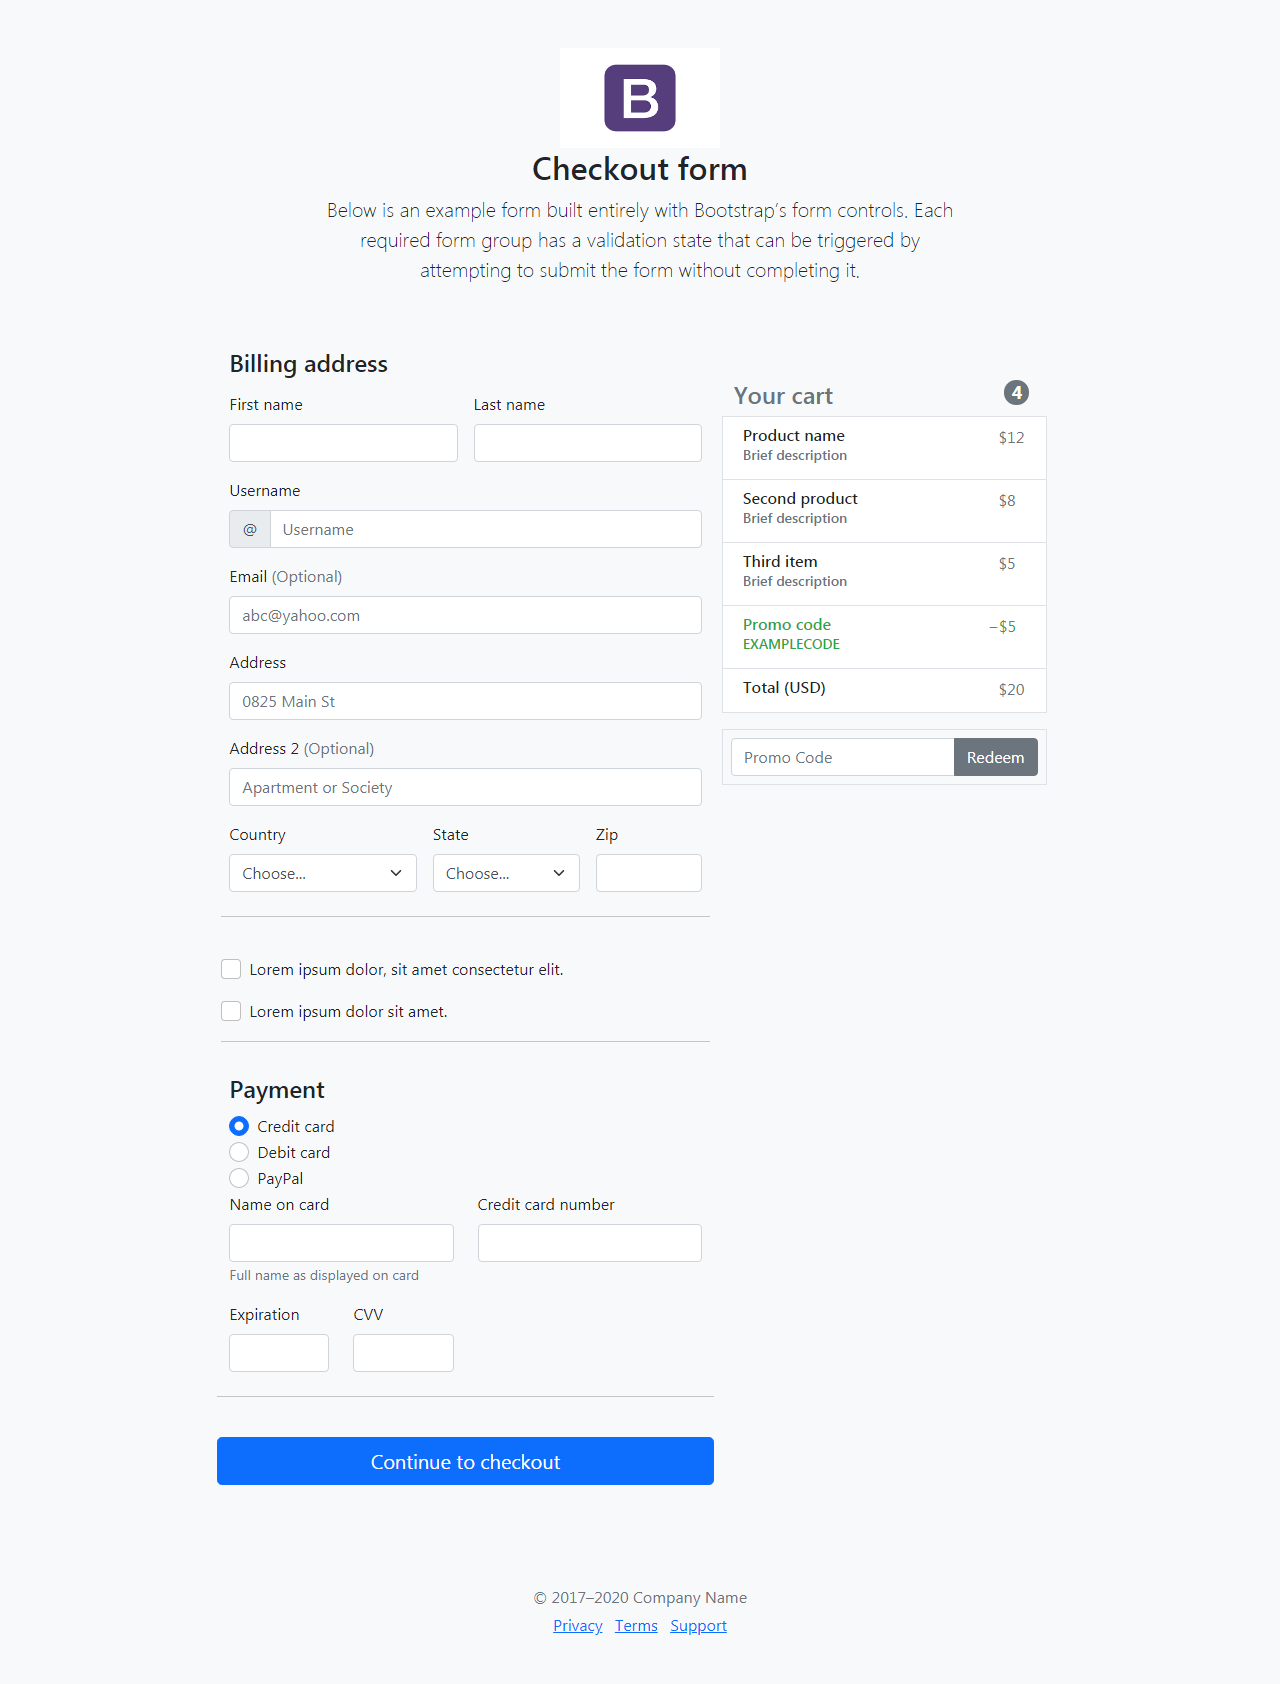 B
Checkout form
Below is an example form built entirely with Bootstrap’s form controls. Each
required form group has a validation state that can be triggered by
attempting to submit the form without completing it.
Billing address
First name
Last name
Username
@ Username
Email (Optional)
abc@yahoo.com
Address
0825 Main St
Address 2 (Optional)
Apartment or Society
Country
State
Zip
Choose...
Choose...
Lorem ipsum dolor, sit amet consectetur elit.
Lorem ipsum dolor sit amet.
Payment
Credit card
Debit card
PayPal
Name on card
Credit card number
Full name as displayed on card
Expiration
CVV
Continue to checkout
Your cart
4
Product name $12
Brief description
Second product $8
Brief description
Third item $5
Brief description
Promo code −$5
EXAMPLECODE
Total (USD) $20
Promo Code
Redeem
© 2017–2020 Company Name
Privacy Terms Support